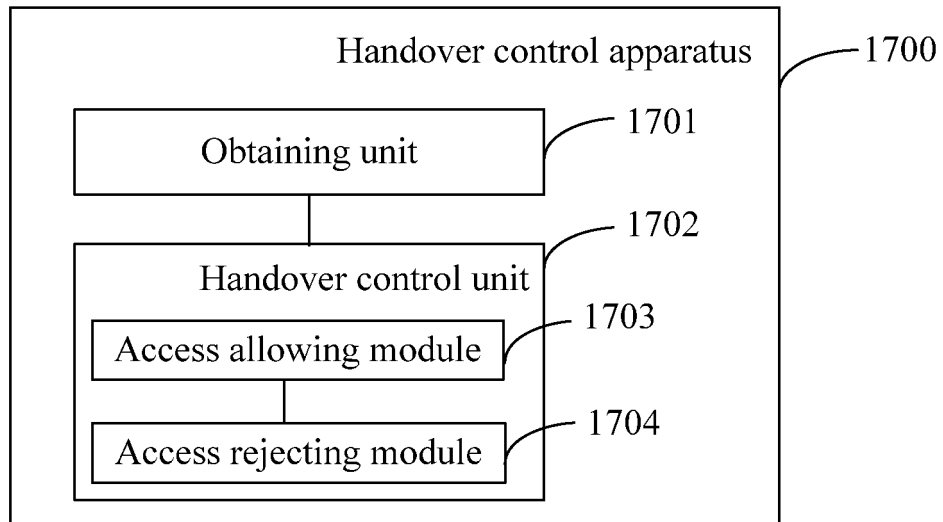 Handover control apparatus
1700
Obtaining unit
1701
Handover control unit
1702
Access allowing module
1703
Access rejecting module
1704